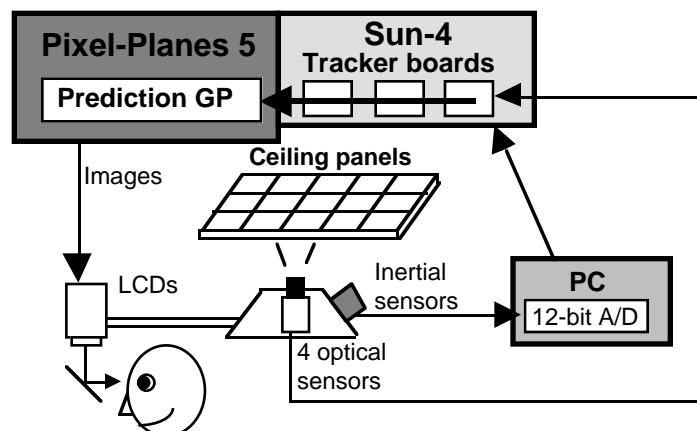 Pixel-Planes 5
Prediction GP
Sun-4
Tracker boards
Ceiling panels
Images
LCDs
Inertial
sensors
PC
12-bit A/D
4 optical
sensors